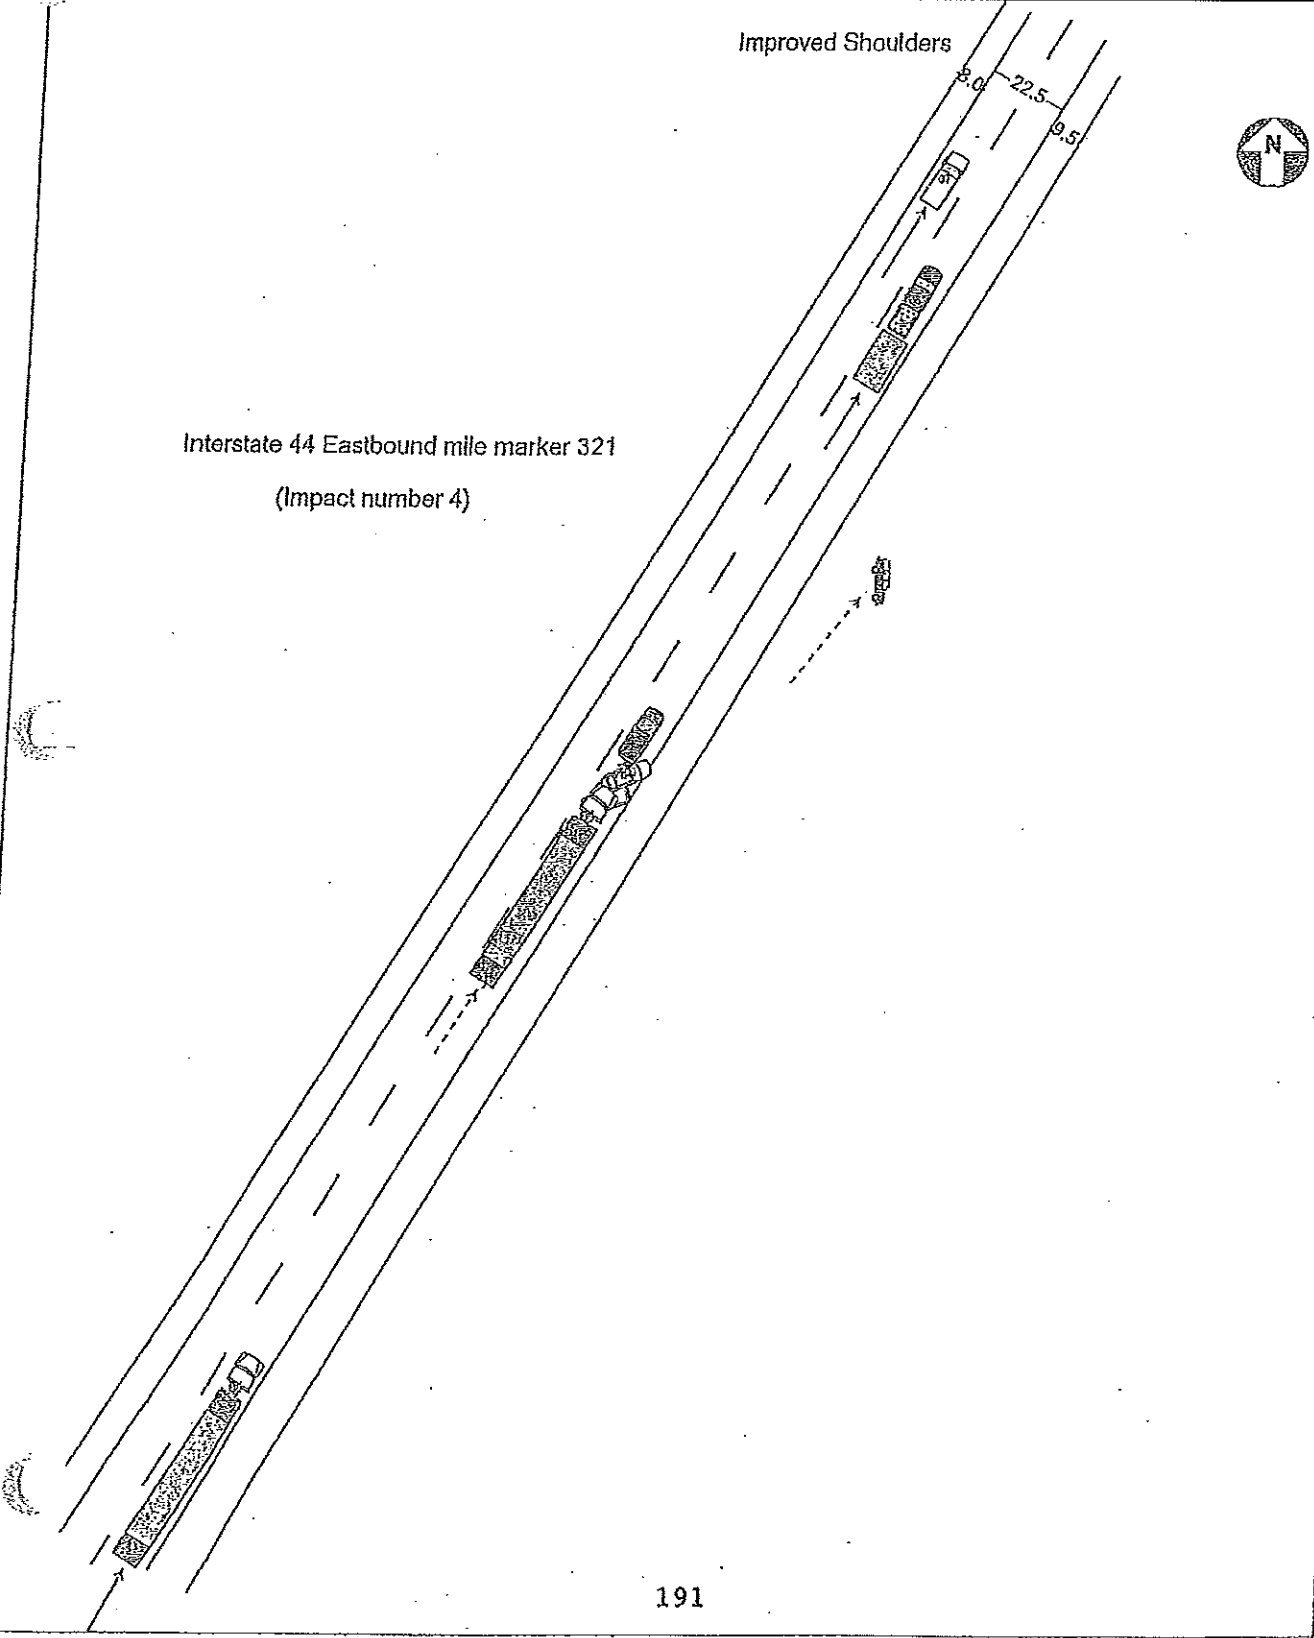 Improved Shoulders
8.0
22.5
9.5
N
Interstate 44 Eastbound mile marker 321
(Impact number 4)
191